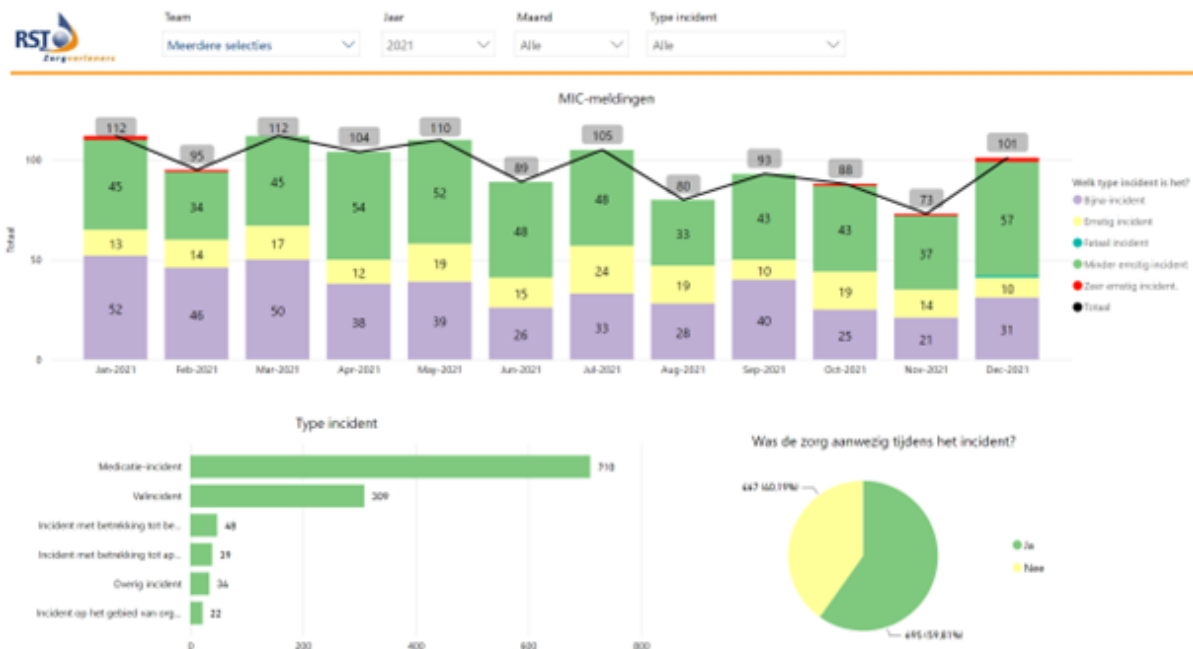 RST
Zorgverleners
Team
Jaar
Maand
Type incident
Meerdere selecties
2021
Alle
Alle
MIC-meldingen
Totaal
100
50
0
112
95
112
104
110
89
105
80
93
88
73
101
45
34
45
54
52
48
48
33
43
43
37
57
13
14
17
12
19
15
24
19
10
19
14
10
52
46
50
38
39
26
33
28
40
25
21
31
Jan-2021
Feb-2021
Mar-2021
Apr-2021
May-2021
Jun-2021
Jul-2021
Aug-2021
Sep-2021
Oct-2021
Nov-2021
Dec-2021
Welk type incident is het?
Bijna-incident
Ernstig incident
Fataal incident
Minder ernstig incident
Zeer ernstig incident.
Totaal
Type incident
Medicatie-incident
710
Valincident
309
Incident met betrekking tot be...
48
Incident met betrekking tot ap...
39
Overig incident
34
Incident op het gebied van org...
22
0
200
400
600
800
Was de zorg aanwezig tijdens het incident?
467 (40,19%)
695 (59,81%)
Ja
Nee